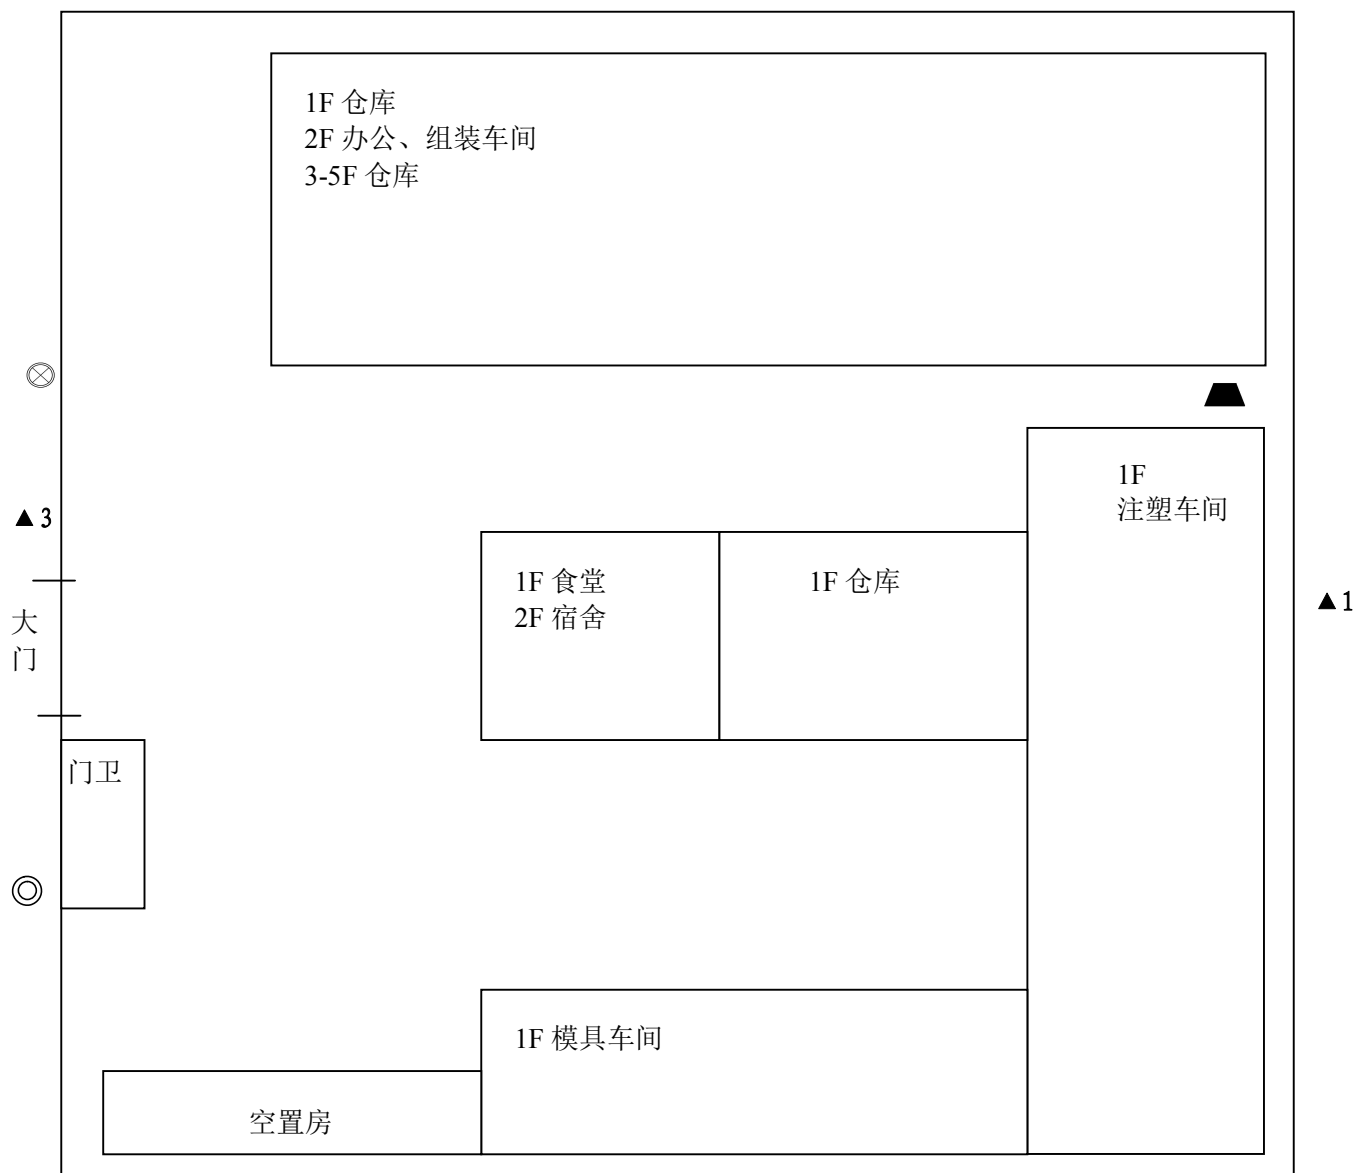 1F 仓库
2F 办公、组装车间
3-5F 仓库
1F
注塑车间
▲3
1F 食堂
2F 宿舍
1F 仓库
▲1
大
门
门卫
1F 模具车间
空置房